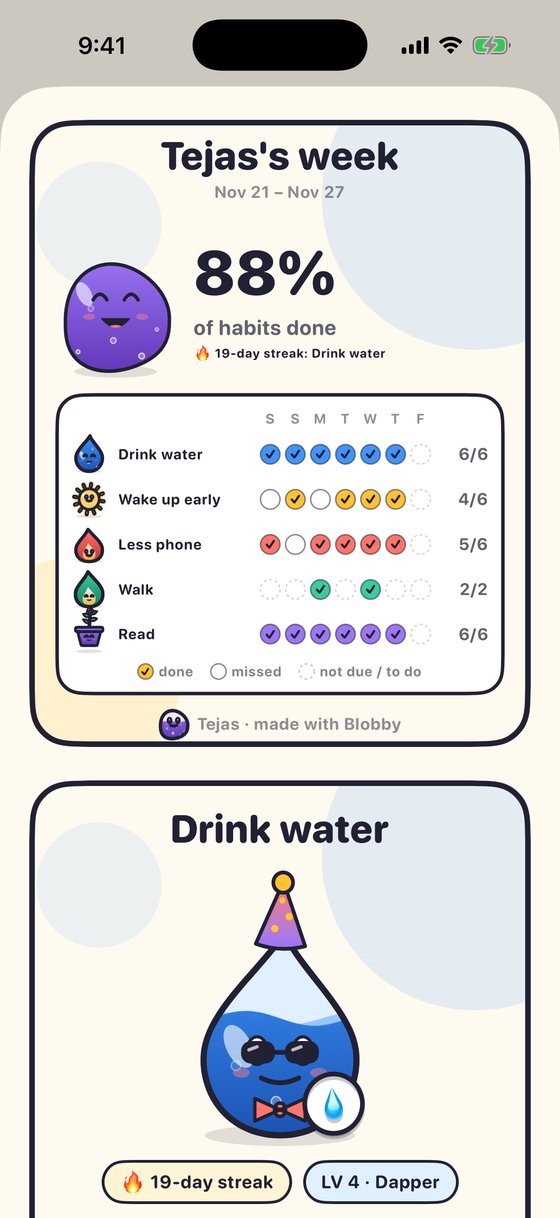 9:41
Tejas's week
Nov 21 – Nov 27
88%
of habits done
🔥 19-day streak: Drink water
S S M T W T F
Drink water 6/6
Wake up early 4/6
Less phone 5/6
Walk 2/2
Read 6/6
done missed not due / to do
Tejas · made with Blobby
Drink water
🔥 19-day streak LV 4 · Dapper